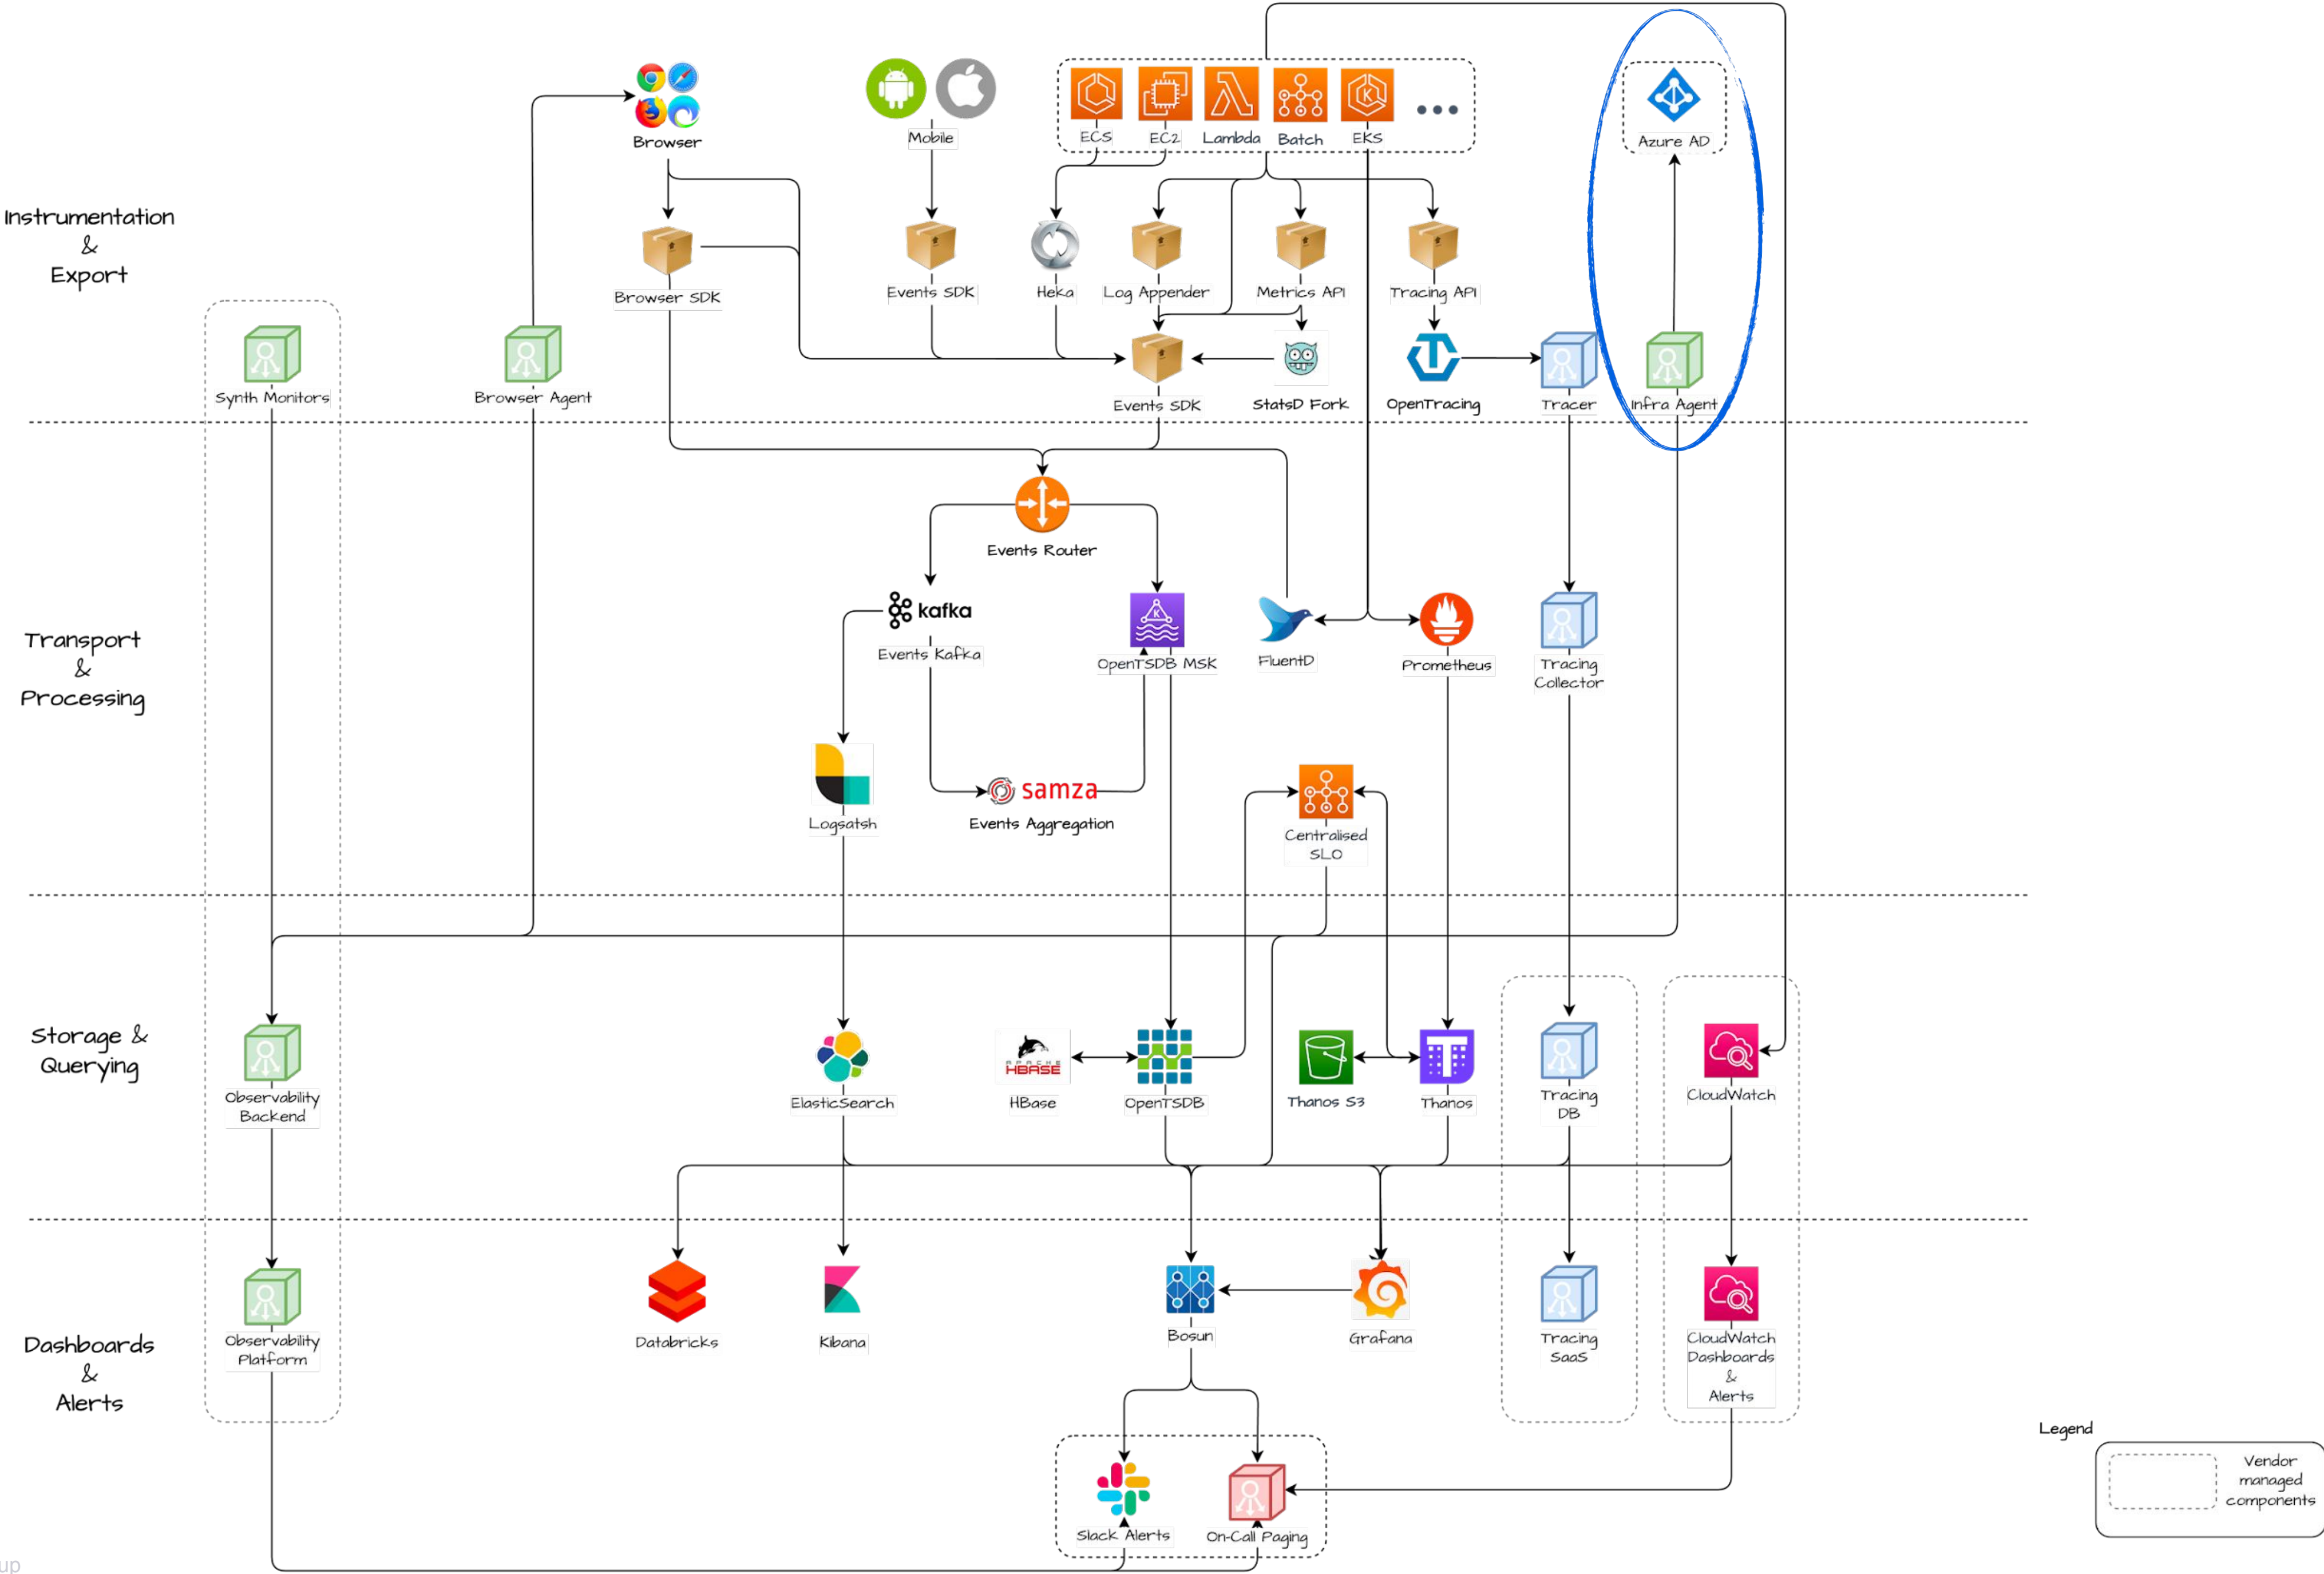 Browser
Mobile
ECS
EC2
Lambda
Batch
EKS
Azure AD
Instrumentation
&
Export
Browser SDK
Events SDK
Heka
Log Appender
Metrics API
Tracing API
Synth Monitors
Browser Agent
Events SDK
StatsD Fork
OpenTracing
Tracer
Infra Agent
Events Router
Transport
&
Processing
kafka
Events Kafka
OpenTSDB MSK
FluentD
Prometheus
Tracing
Collector
Logsatsh
samza
Events Aggregation
Centralised
SLO
Storage &
Querying
Observability
Backend
ElasticSearch
APACHE
HBASE
HBase
OpenTSDB
Thanos S3
Thanos
Tracing
DB
CloudWatch
Dashboards
&
Alerts
Observability
Platform
Databricks
Kibana
Bosun
Grafana
Tracing
SaaS
CloudWatch
Dashboards
&
Alerts
Slack Alerts
On-Call Paging
Legend
Vendor
managed
components
up